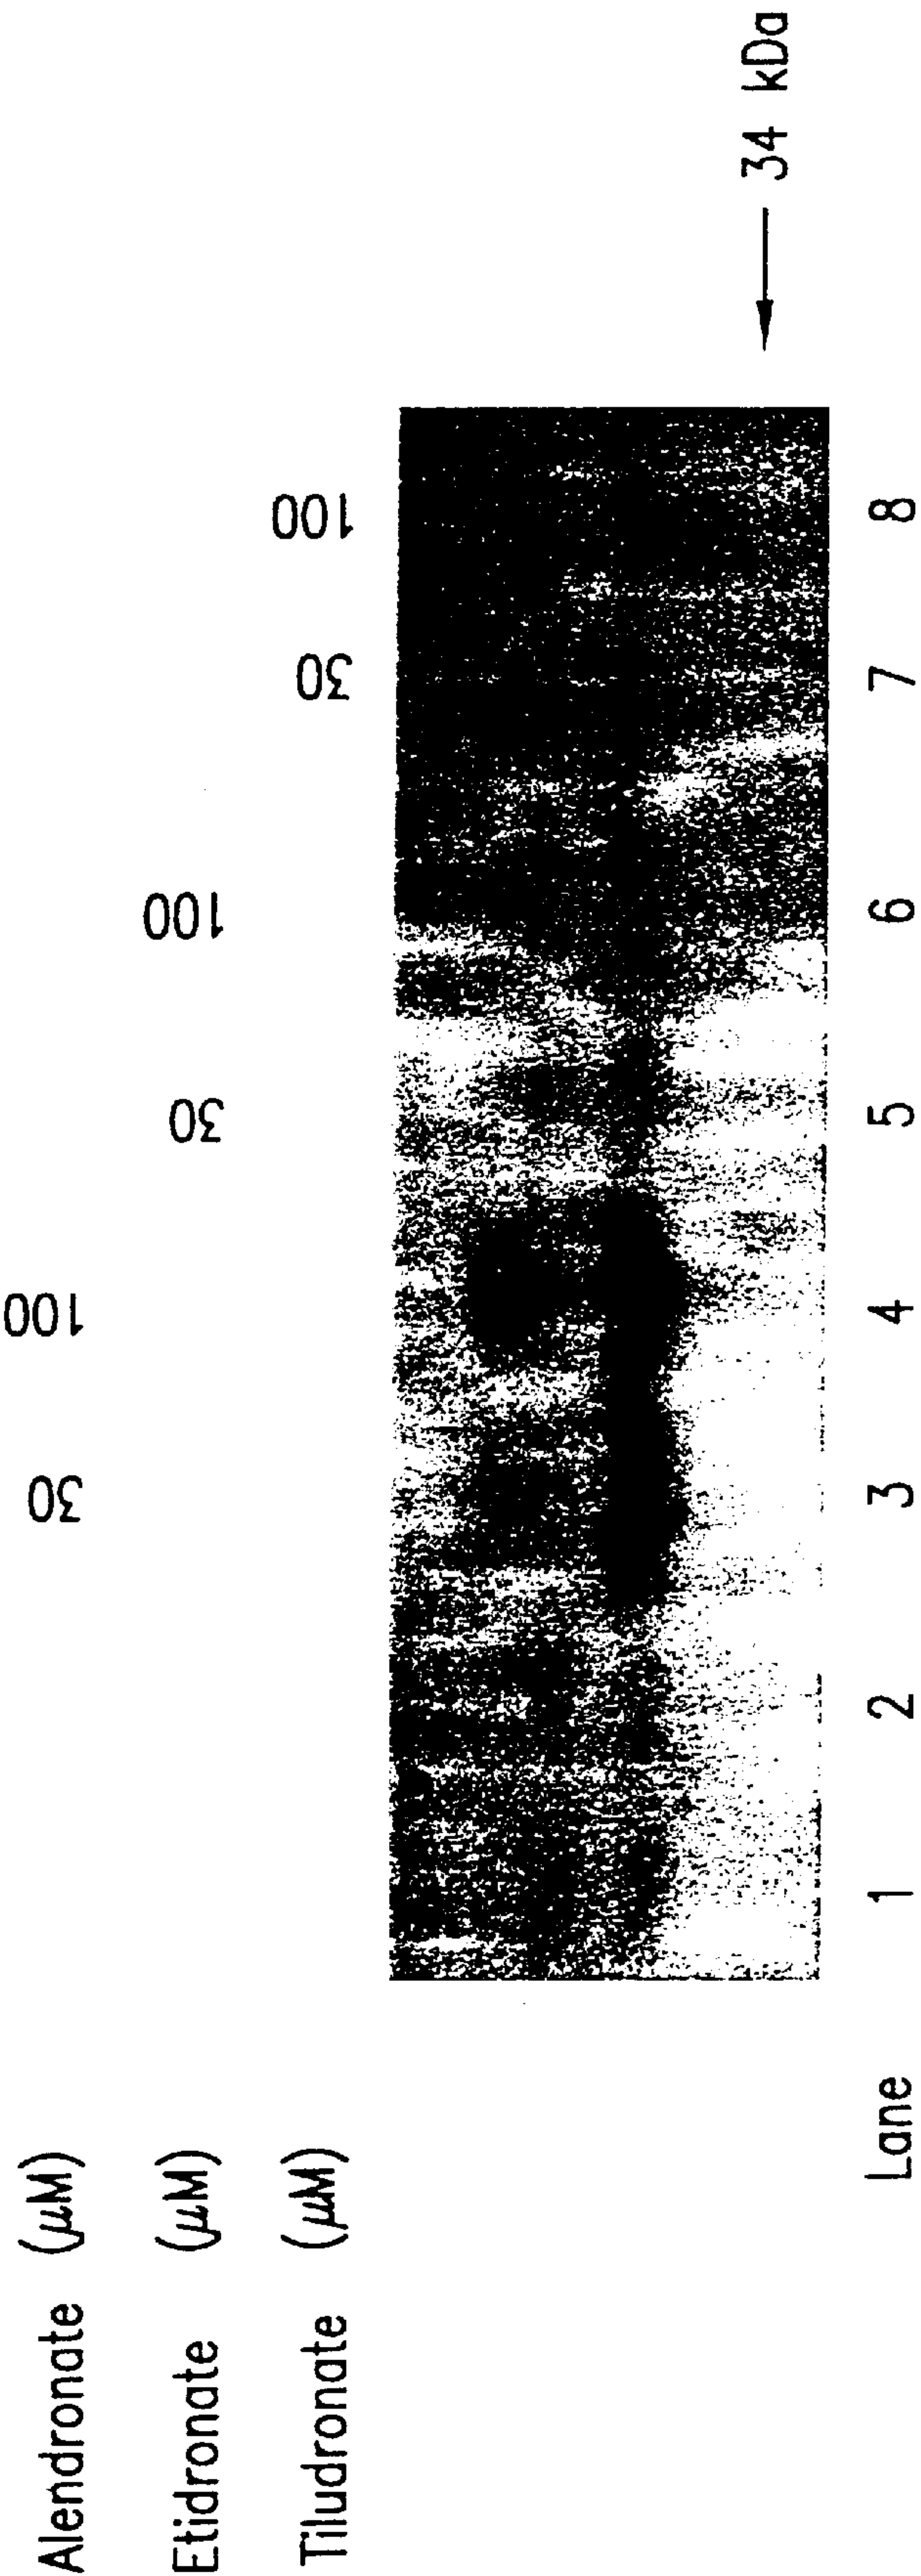 Alendronate (μM) 30 100
Etidronate (μM) 30 100
Tiludronate (μM) 30 100
34 kDa
Lane 1 2 3 4 5 6 7 8